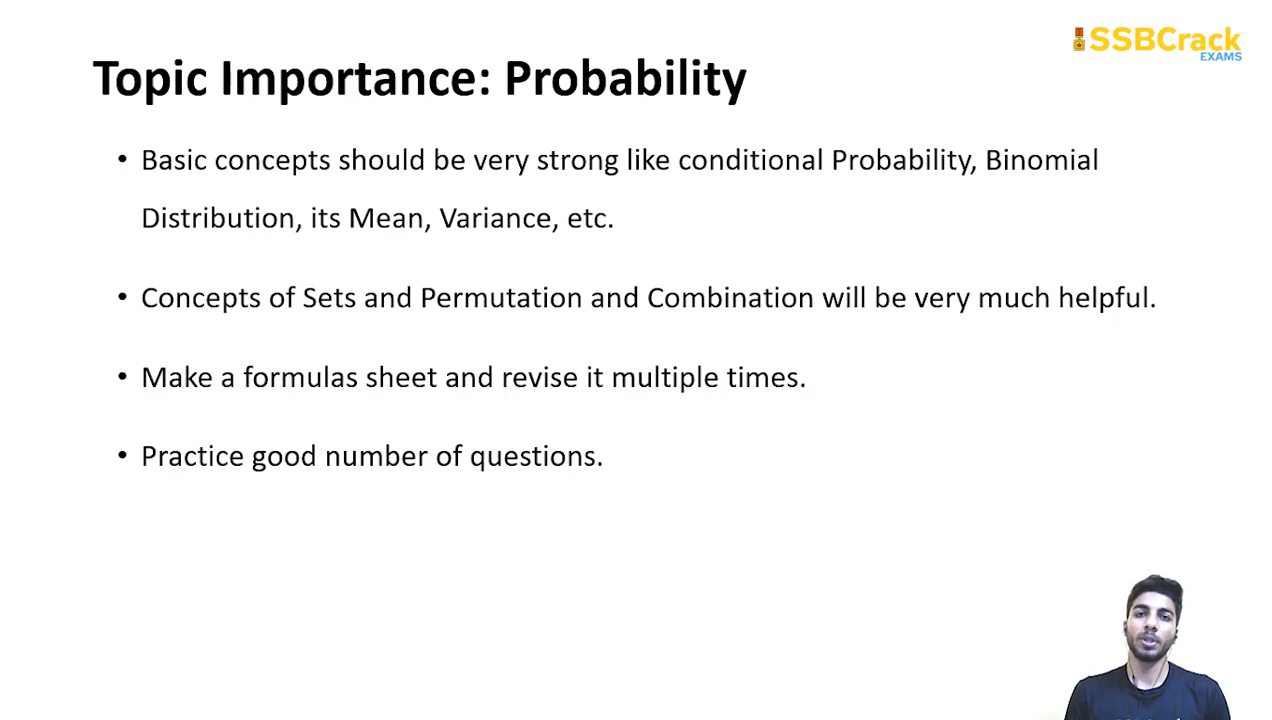 SSBCrack
EXAMS
Topic Importance: Probability
• Basic concepts should be very strong like conditional Probability, Binomial
Distribution, its Mean, Variance, etc.
• Concepts of Sets and Permutation and Combination will be very much helpful.
• Make a formulas sheet and revise it multiple times.
• Practice good number of questions.